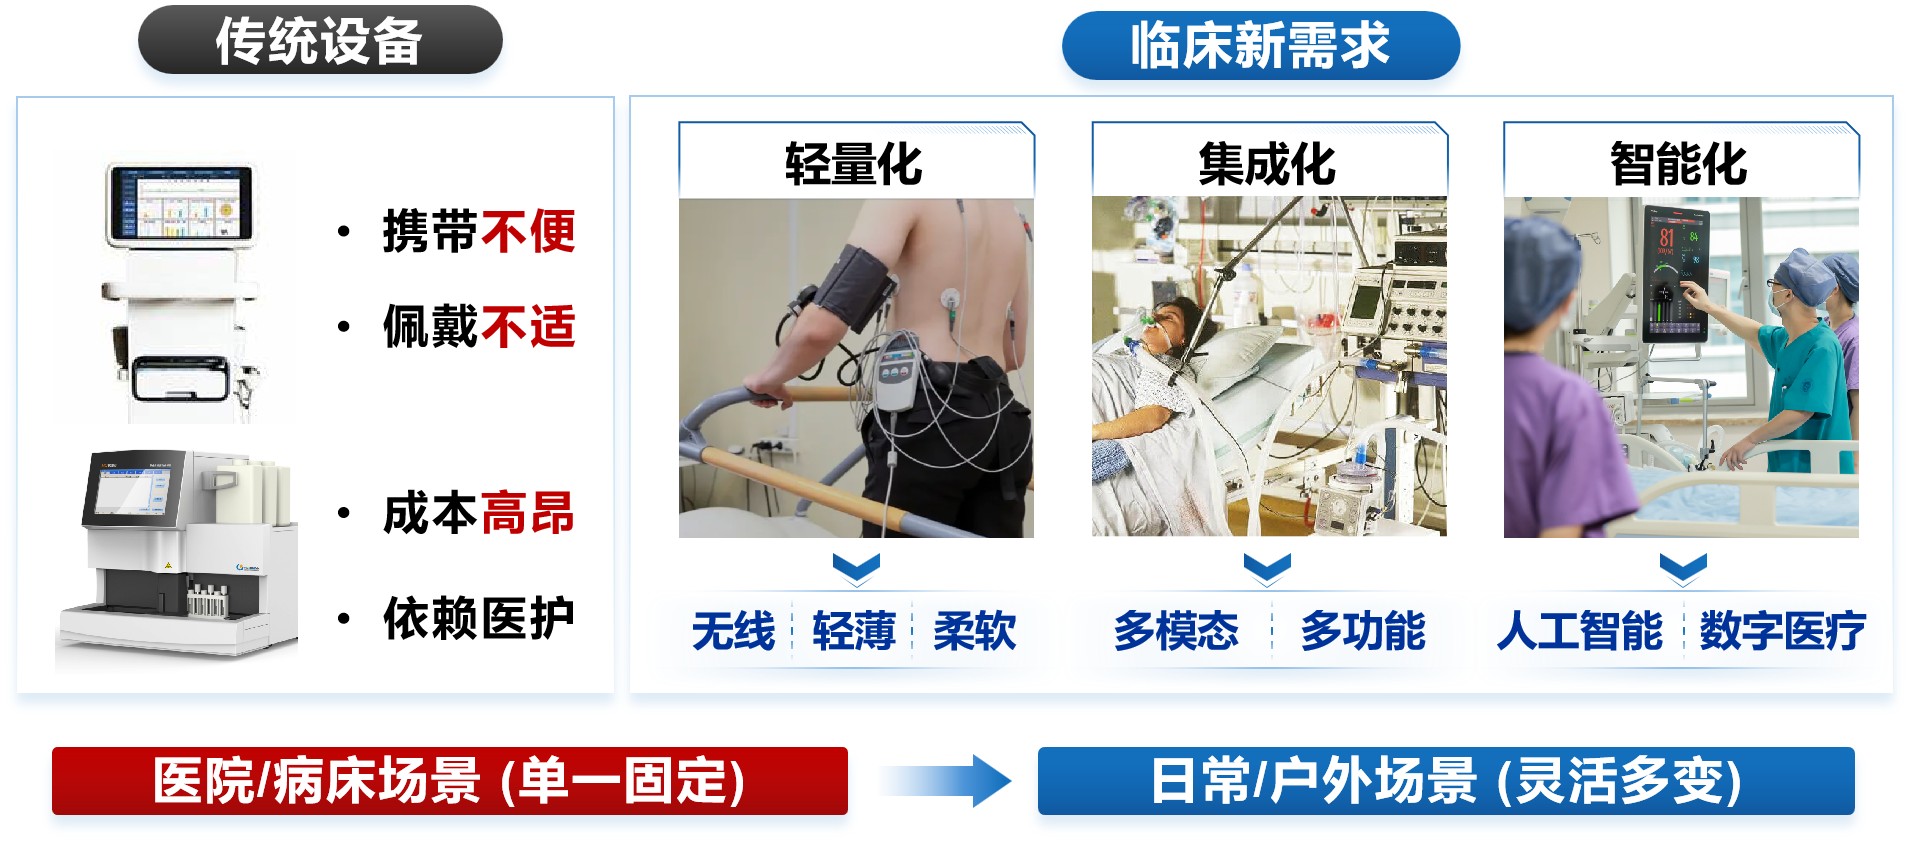 传统设备
临床新需求
• 携带不便
• 佩戴不适
• 成本高昂
• 依赖医护
轻量化
集成化
智能化
81
84
98
无线 轻薄 柔软
多模态 多功能
人工智能 数字医疗
医院/病床场景 (单一固定)
日常/户外场景 (灵活多变)